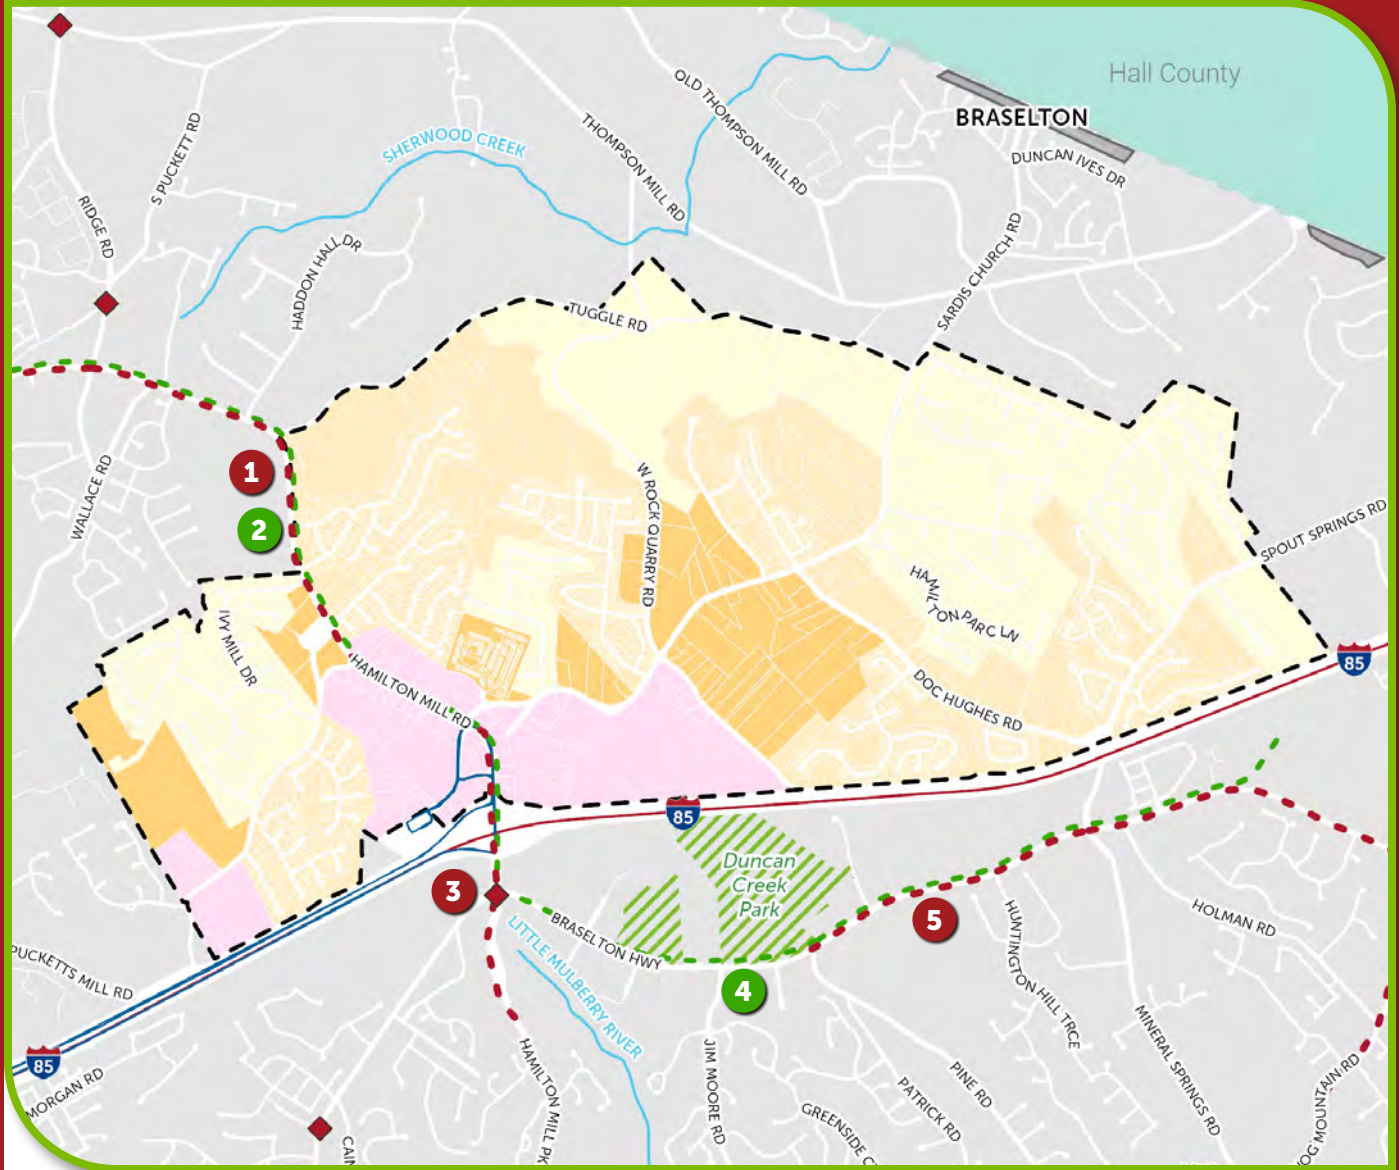 Hall County
BRASELTON
OLD THOMPSON MILL RD
THOMPSON MILL RD
SHERWOOD CREEK
DUNCAN IVES DR
S PUCKETT RD
RIDGE RD
HADDON HALL DR
SARDIS CHURCH RD
TUGGLE RD
WALLACE RD
1
2
W ROCK QUARRY RD
SPOUT SPRINGS RD
HAMILTON PARC LN
IVY MILL DR
85
HAMILTON MILL RD
DOC HUGHES RD
85
Duncan
Creek
Park
3
5
BRASELTON HWY
LITTLE MULBERRY RIVER
4
HOLMAN RD
HUNTINGTON HILL TRCE
PUCKETTS MILL RD
MINERAL SPRINGS RD
85
MORGAN RD
HAMILTON MILL PK
JIM MOORE RD
PINE RD
PATRICK RD
GREENSIDE C
OG MOUNTAIN RD
CAIN